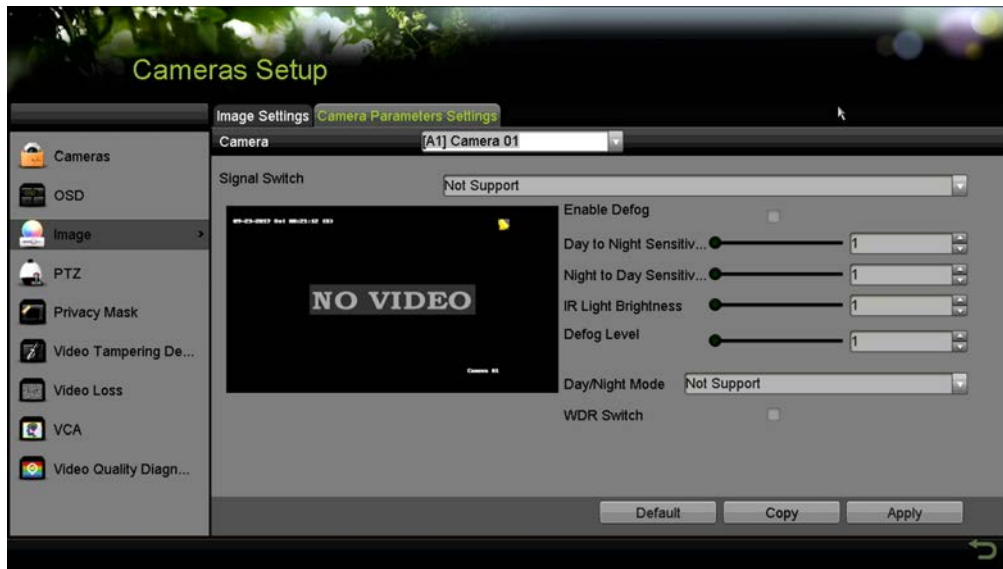 Cameras Setup
Image Settings Camera Parameters Settings
Camera [A1] Camera 01
Cameras
OSD
Image
PTZ
Privacy Mask
Video Tampering De...
Video Loss
VCA
Video Quality Diagn...
Signal Switch Not Support
NO VIDEO
Camera 01
Enable Defog
Day to Night Sensitiv... 1
Night to Day Sensitiv... 1
IR Light Brightness 1
Defog Level 1
Day/Night Mode Not Support
WDR Switch
Default Copy Apply